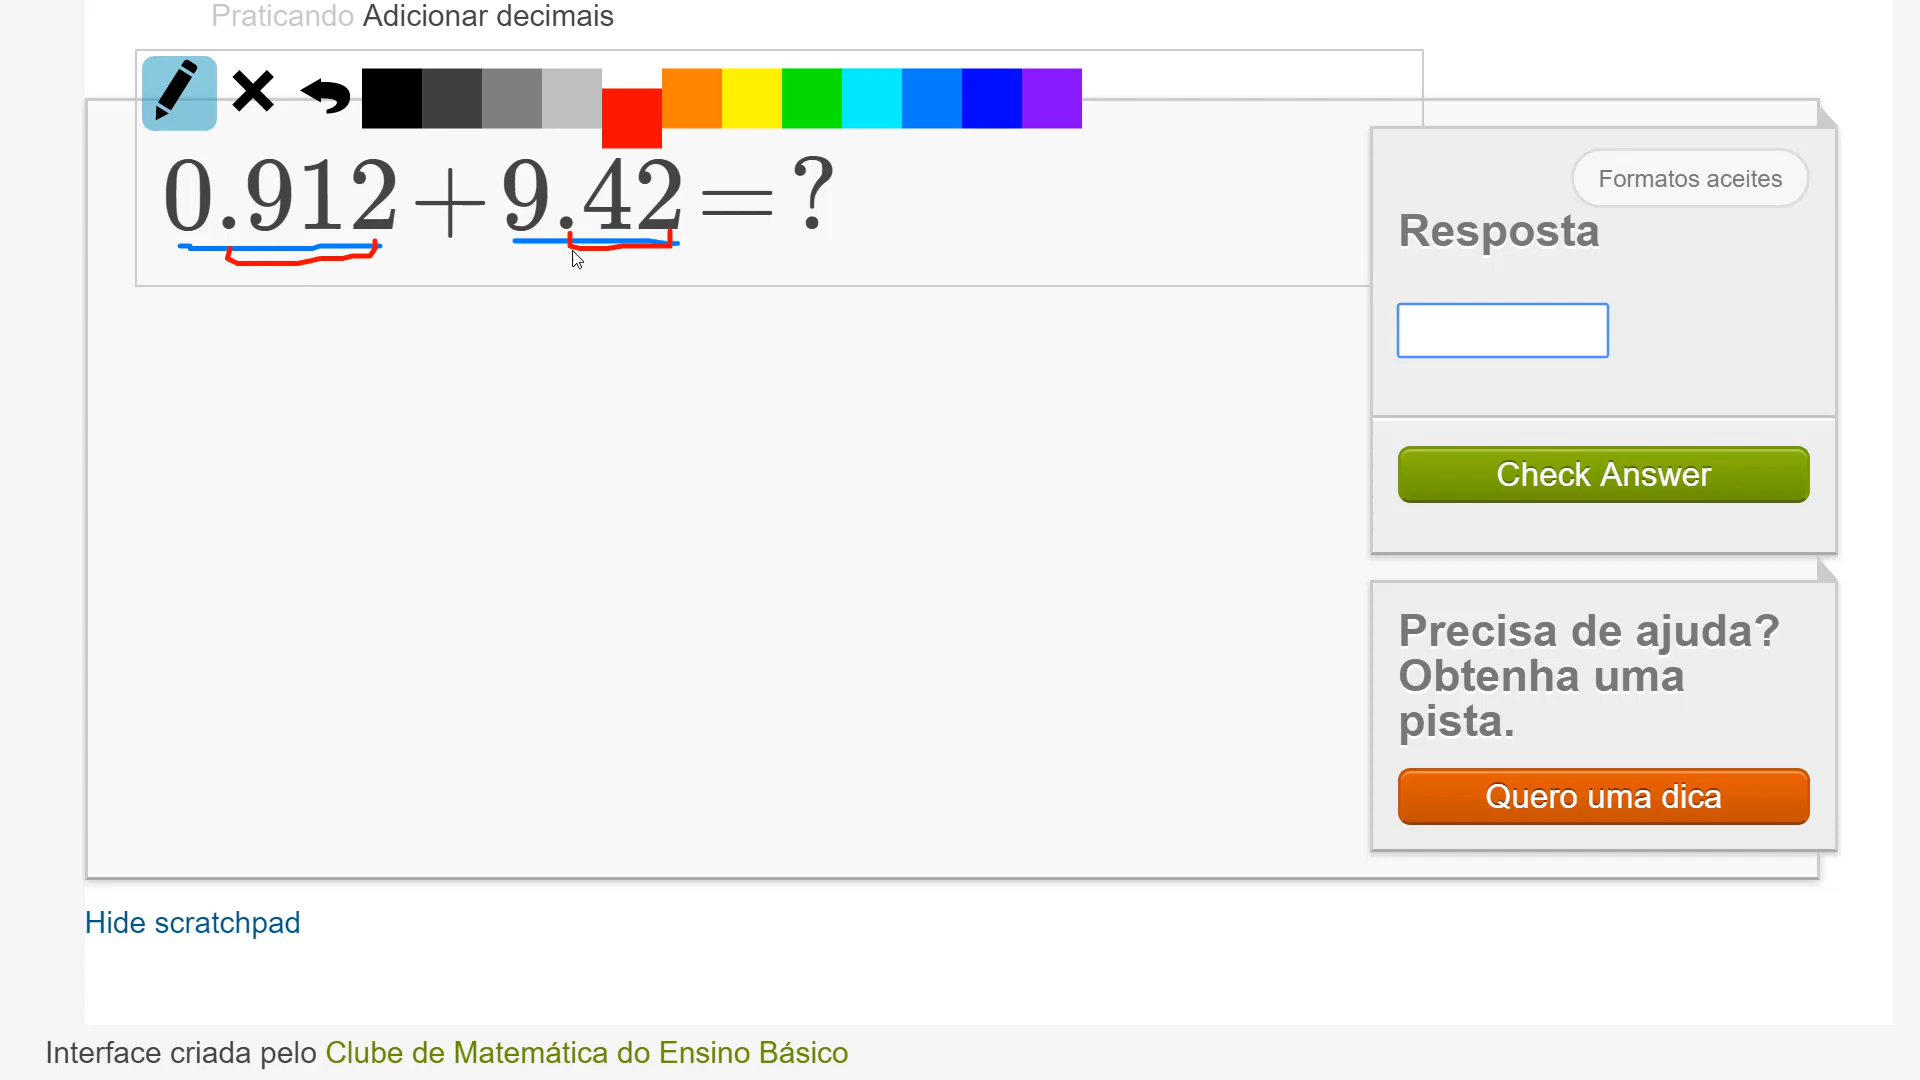 Praticando Adicionar decimais
0.912+9.42=?
Formatos aceites
Resposta
Check Answer
Precisa de ajuda?
Obtenha uma
pista.
Quero uma dica
Hide scratchpad
Interface criada pelo Clube de Matemática do Ensino Básico